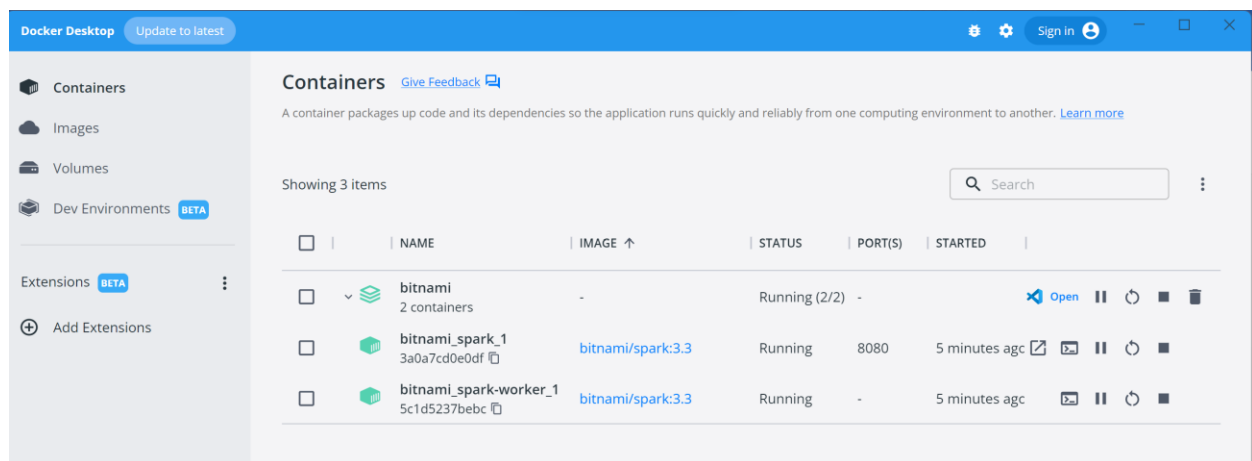 Docker Desktop Update to latest Sign in
Containers Give Feedback
A container packages up code and its dependencies so the application runs quickly and reliably from one computing environment to another. Learn more
Containers
Images
Volumes
Dev Environments BETA
Extensions BETA
Add Extensions
Showing 3 items Search
NAME IMAGE STATUS PORT(S) STARTED
bitnami - Running (2/2) - Open
2 containers
bitnami_spark_1 bitnami/spark:3.3 Running 8080 5 minutes agc
3a0a7cd0e0df
bitnami_spark-worker_1 bitnami/spark:3.3 Running - 5 minutes agc
5c1d5237bebc